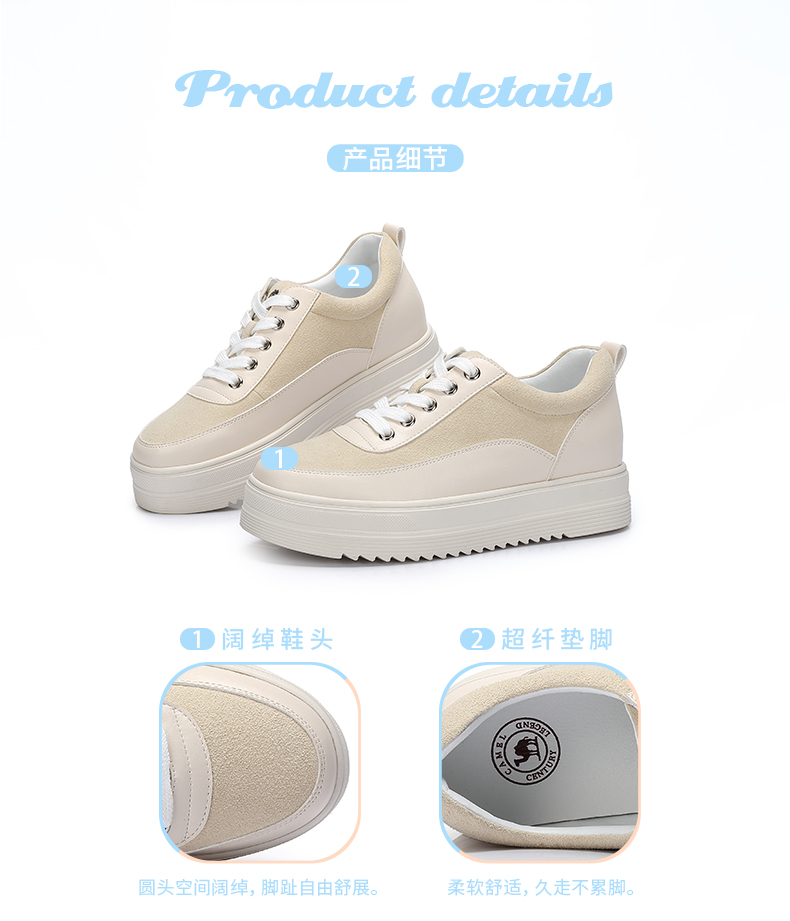 Product details
产品细节
2
1
1 阔绰鞋头
2 超纤垫脚
CAMEL CENTURY LEGEND
圆头空间阔绰，脚趾自由舒展。
柔软舒适，久走不累脚。